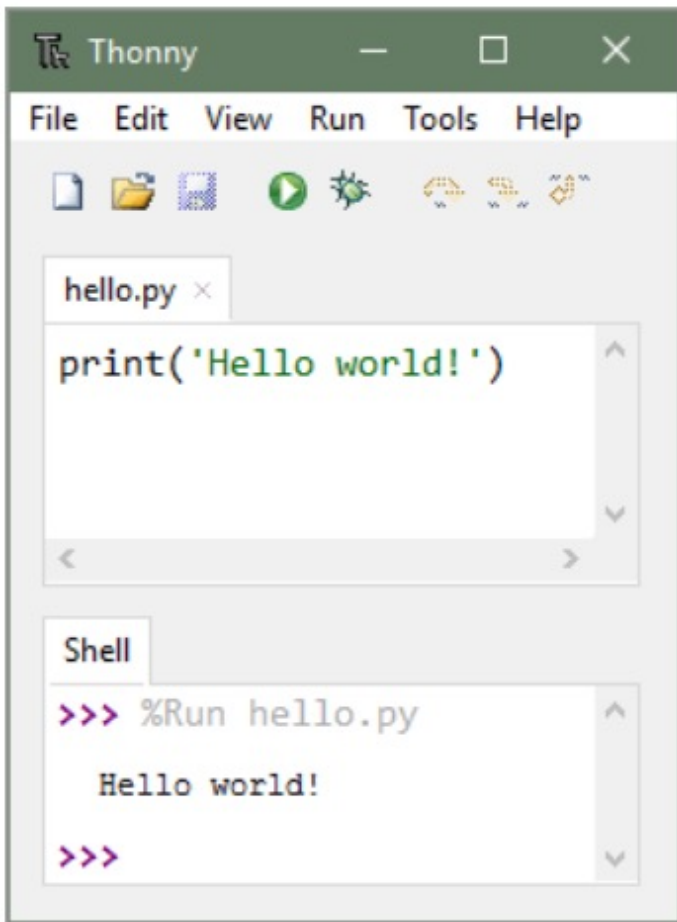 Thonny
File Edit View Run Tools Help
hello.py
print('Hello world!')
Shell
>>> %Run hello.py
Hello world!
>>>